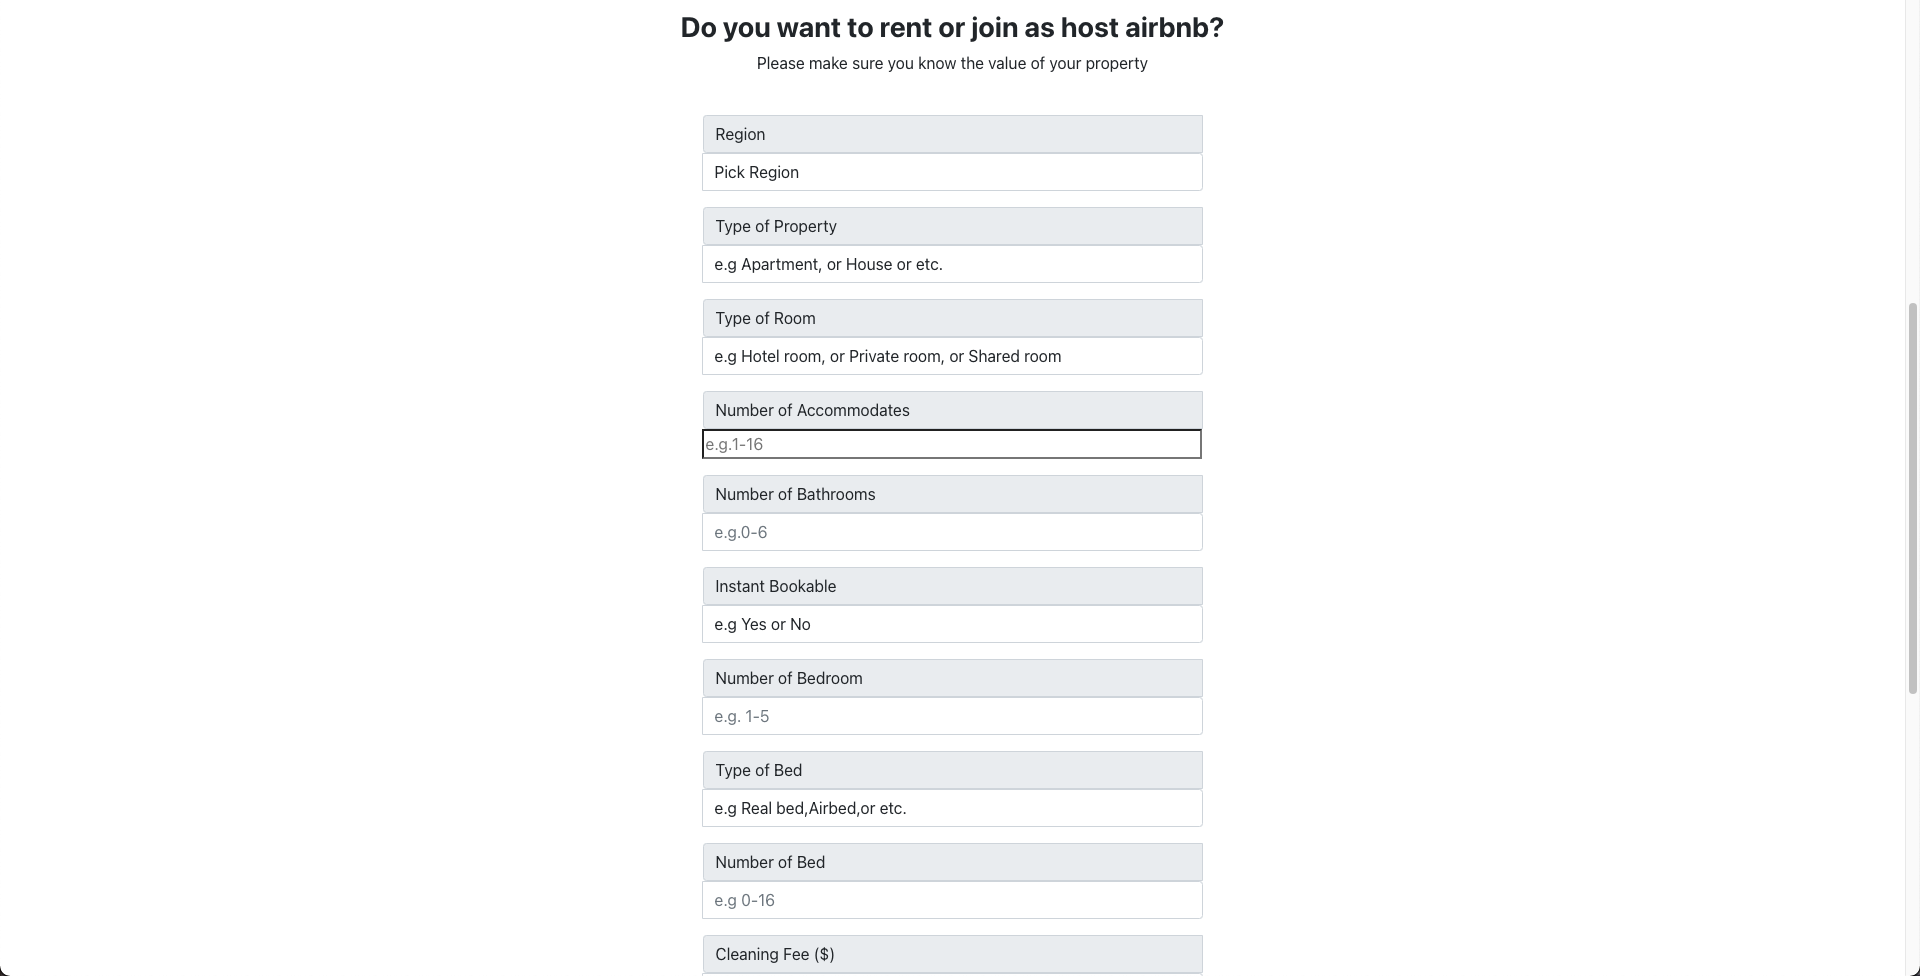 Do you want to rent or join as host airbnb?
Please make sure you know the value of your property
Region
Pick Region
Type of Property
e.g Apartment, or House or etc.
Type of Room
e.g Hotel room, or Private room, or Shared room
Number of Accommodates
e.g.1-16
Number of Bathrooms
e.g.0-6
Instant Bookable
e.g Yes or No
Number of Bedroom
e.g. 1-5
Type of Bed
e.g Real bed,Airbed,or etc.
Number of Bed
e.g 0-16
Cleaning Fee ($)